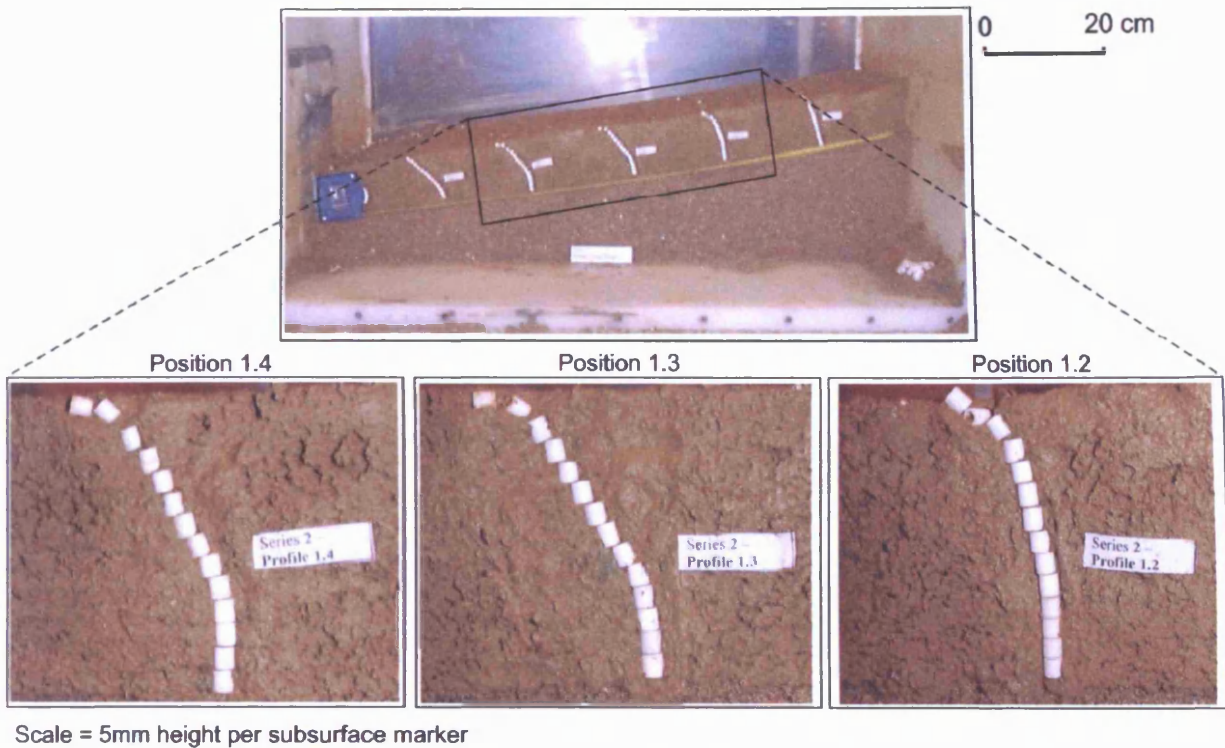 0 20 cm
Position 1.4
Position 1.3
Position 1.2
Series 2 –
Profile 1.4
Series 2 –
Profile 1.3
Series 2 –
Profile 1.2
Scale = 5mm height per subsurface marker